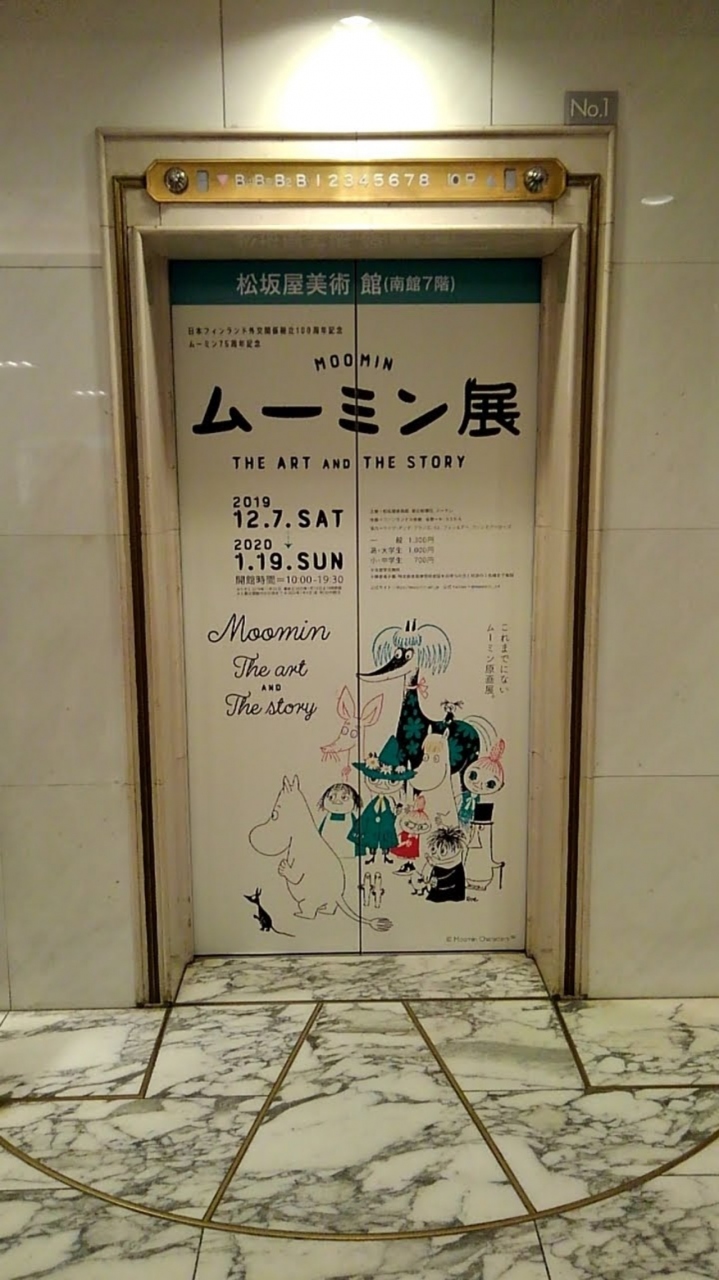 No.1
B B B B 1 2 3 4 5 6 7 8
松坂屋美術館(南館7階)
日本フィンランド外交関係樹立100周年記念
ムーミン75周年記念
MOOMIN
ムーミン展
THE ART AND THE STORY
2019
12.7.SAT
2020
1.19.SUN
開館時間=10:00-19:30
一般 1,200円
高・大学生 1,000円
小・中学生 700円
Moomin
The art
AND
The story
これまでにない
ムーミン原画展。
© Moomin Characters™